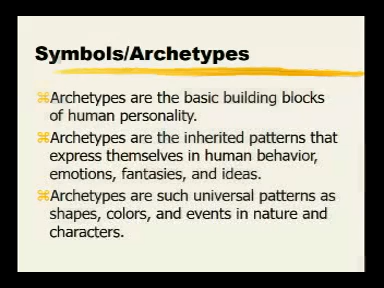 Symbols/Archetypes
⌘Archetypes are the basic building blocks
of human personality.
⌘Archetypes are the inherited patterns that
express themselves in human behavior,
emotions, fantasies, and ideas.
⌘Archetypes are such universal patterns as
shapes, colors, and events in nature and
characters.